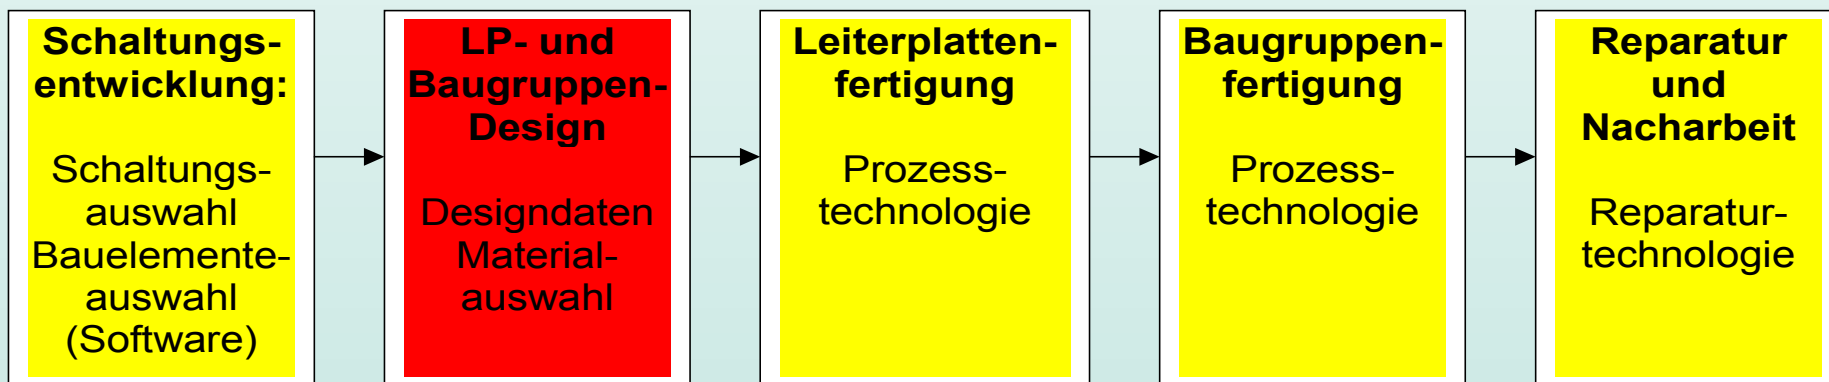 Schaltungs-
entwicklung:
Schaltungs-
auswahl
Bauelemente-
auswahl
(Software)
LP- und
Baugruppen-
Design
Designdaten
Material-
auswahl
Leiterplatten-
fertigung
Prozess-
technologie
Baugruppen-
fertigung
Prozess-
technologie
Reparatur
und
Nacharbeit
Reparatur-
technologie